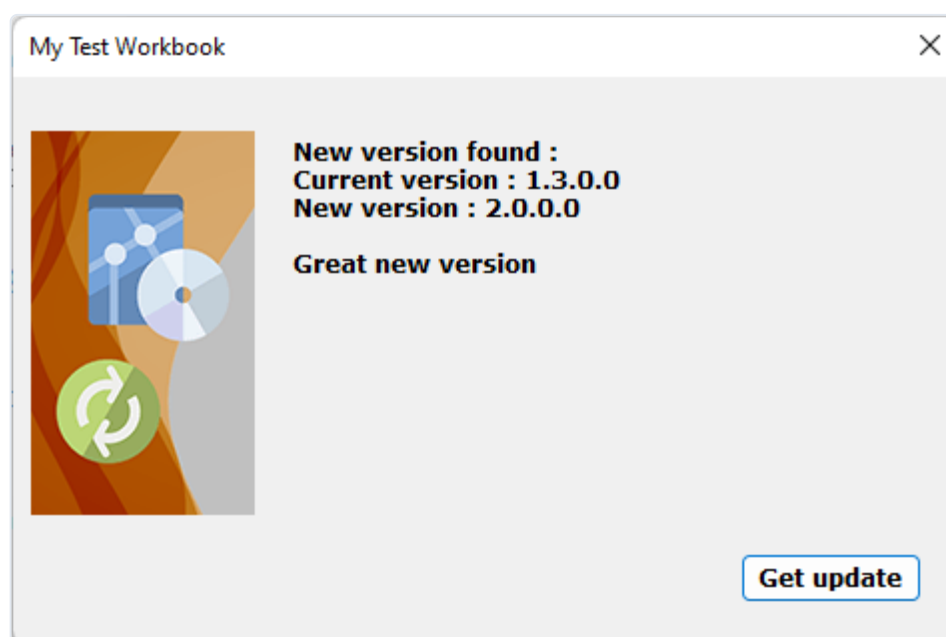 My Test Workbook
New version found :
Current version : 1.3.0.0
New version : 2.0.0.0
Great new version
Get update